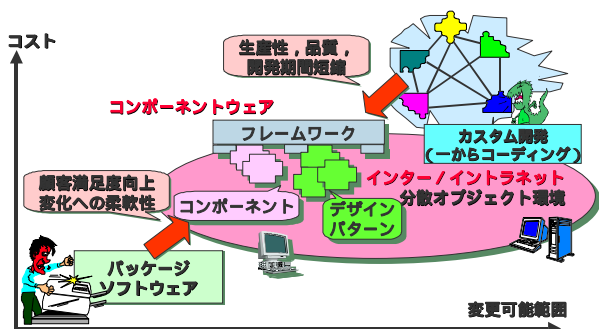 コスト
生産性，品質，
開発期間短縮
コンポーネントウェア
フレームワーク
カスタム開発
（一からコーディング）
顧客満足度向上
変化への柔軟性
インター／イントラネット
分散オブジェクト環境
コンポーネント
デザイン
パターン
パッケージ
ソフトウェア
変更可能範囲